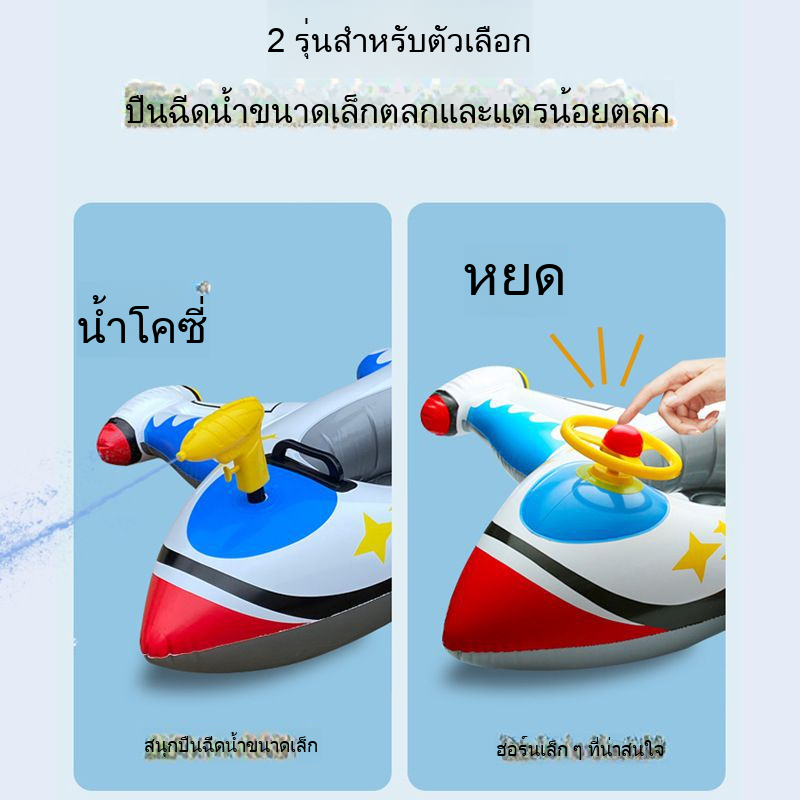 2 รุ่นสำหรับตัวเลือก
ปืนฉีดน้ำขนาดเล็กตลกและแตรน้อยตลก
น้ำโคซี่
หยด
สนุกปืนฉีดน้ำขนาดเล็ก
ฮอร์นเล็ก ๆ ที่น่าสนใจ